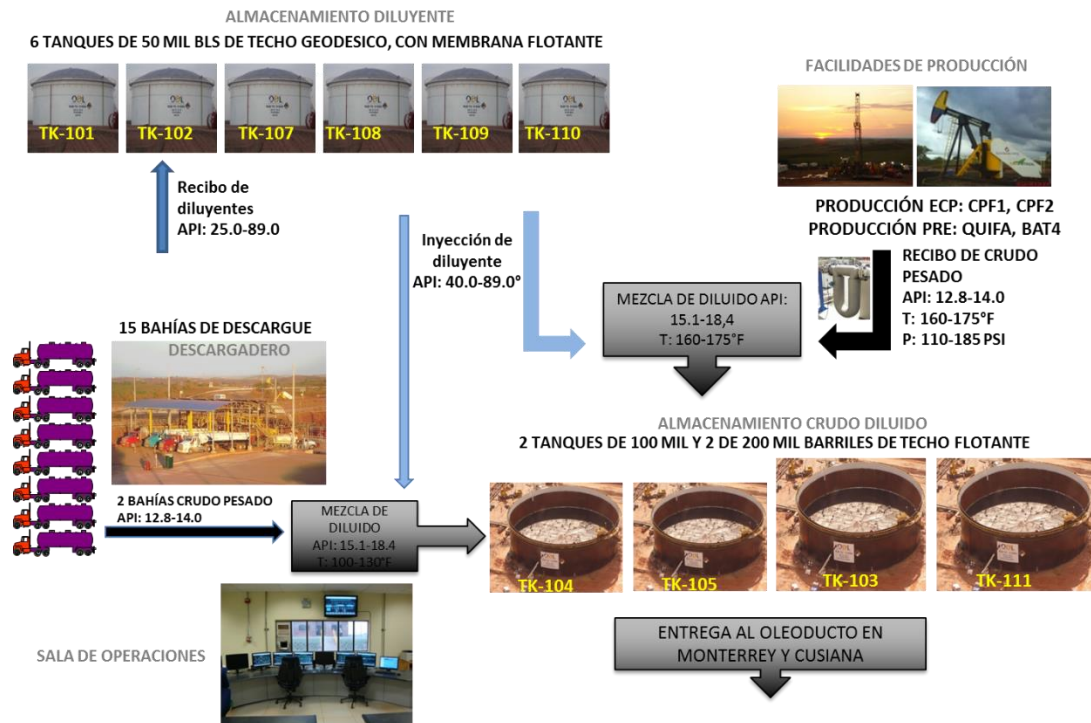 ALMACENAMIENTO DILUYENTE
6 TANQUES DE 50 MIL BLS DE TECHO GEODESICO, CON MEMBRANA FLOTANTE
TK-101
TK-102
TK-107
TK-108
TK-109
TK-110
FACILIDADES DE PRODUCCIÓN
PRODUCCIÓN ECP: CPF1, CPF2
PRODUCCIÓN PRE: QUIFA, BAT4
RECIBO DE CRUDO
PESADO
API: 12.8-14.0
T: 160-175°F
P: 110-185 PSI
Recibo de
diluyentes
API: 25.0-89.0
Inyección de
diluyente
API: 40.0-89.0°
MEZCLA DE DILUIDO API:
15.1-18,4
T: 160-175°F
15 BAHÍAS DE DESCARGUE
DESCARGADERO
2 BAHÍAS CRUDO PESADO
API: 12.8-14.0
MEZCLA DE
DILUIDO
API: 15.1-18.4
T: 100-130°F
ALMACENAMIENTO CRUDO DILUIDO
2 TANQUES DE 100 MIL Y 2 DE 200 MIL BARRILES DE TECHO FLOTANTE
TK-104
TK-105
TK-103
TK-111
SALA DE OPERACIONES
ENTREGA AL OLEODUCTO EN
MONTERREY Y CUSIANA